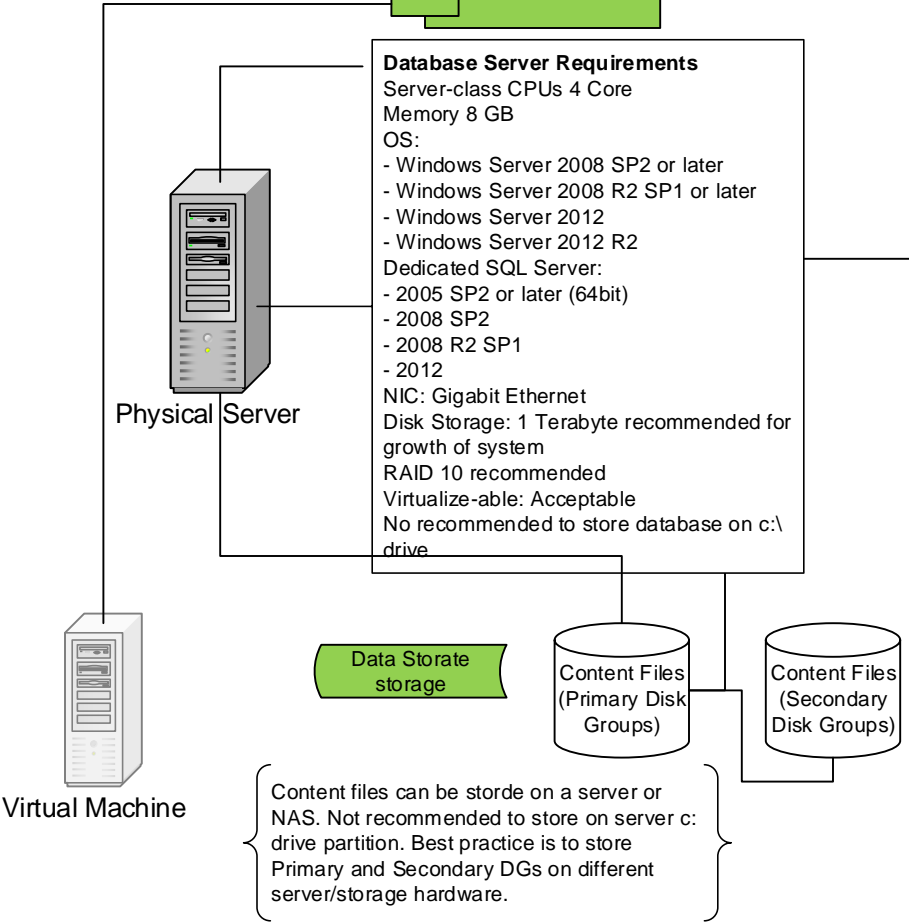 Database Server Requirements
Server-class CPUs 4 Core
Memory 8 GB
OS:
- Windows Server 2008 SP2 or later
- Windows Server 2008 R2 SP1 or later
- Windows Server 2012
- Windows Server 2012 R2
Dedicated SQL Server:
- 2005 SP2 or later (64bit)
- 2008 SP2
- 2008 R2 SP1
- 2012
NIC: Gigabit Ethernet
Disk Storage: 1 Terabyte recommended for
growth of system
RAID 10 recommended
Virtualize-able: Acceptable
No recommended to store database on c:\
drive
Physical Server
Data Storate
storage
Content Files
(Primary Disk
Groups)
Content Files
(Secondary
Disk Groups)
Virtual Machine
Content files can be storde on a server or
NAS. Not recommended to store on server c:
drive partition. Best practice is to store
Primary and Secondary DGs on different
server/storage hardware.